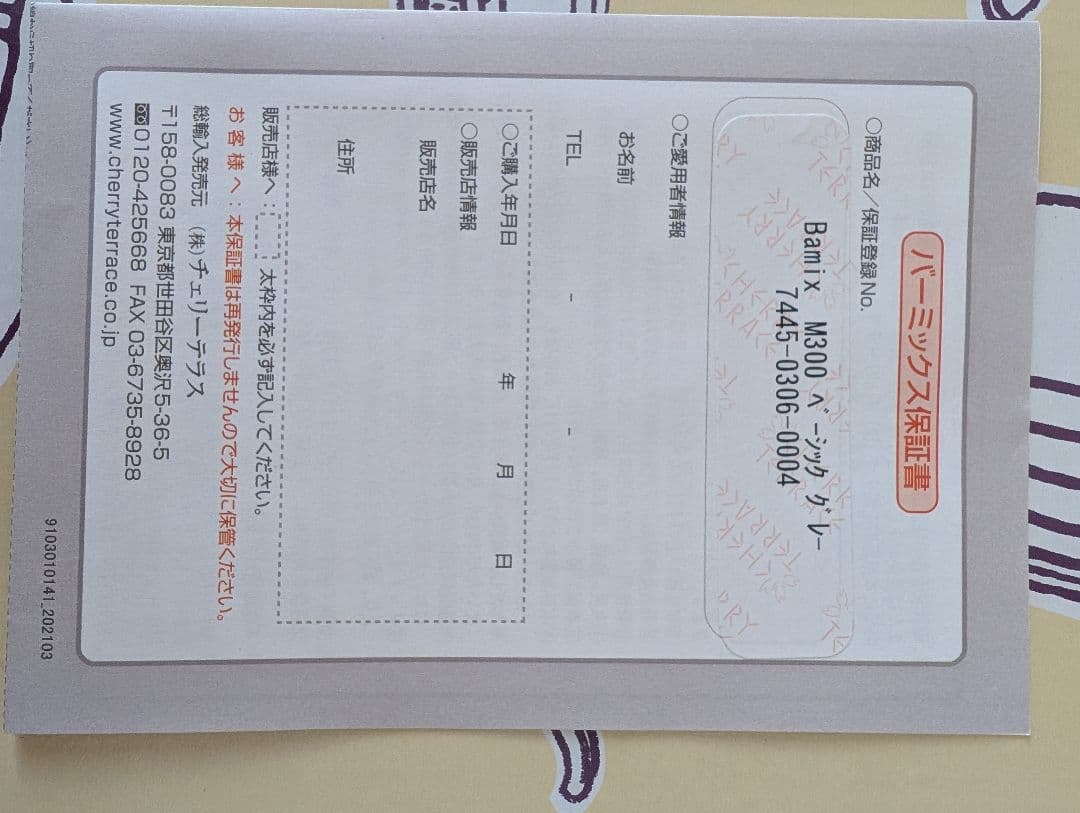 バーミックス保証書
○商品名／保証登録No.
Bamix M300 ﾍﾞｰｼｯｸ ｸﾞﾚｰ
7445-0306-0004
○ご愛用者情報
お名前
TEL - -
○ご購入年月日 年 月 日
○販売店情報
販売店名
住所
販売店様へ： 太枠内を必ず記入してください。
お客様へ：本保証書は再発行しませんので大切に保管ください。
総輸入発売元 (株)チェリーテラス
〒158-0083 東京都世田谷区奥沢5-36-5
0120-425668 FAX 03-6735-8928
www.cherryterrace.co.jp
9103010141_202103